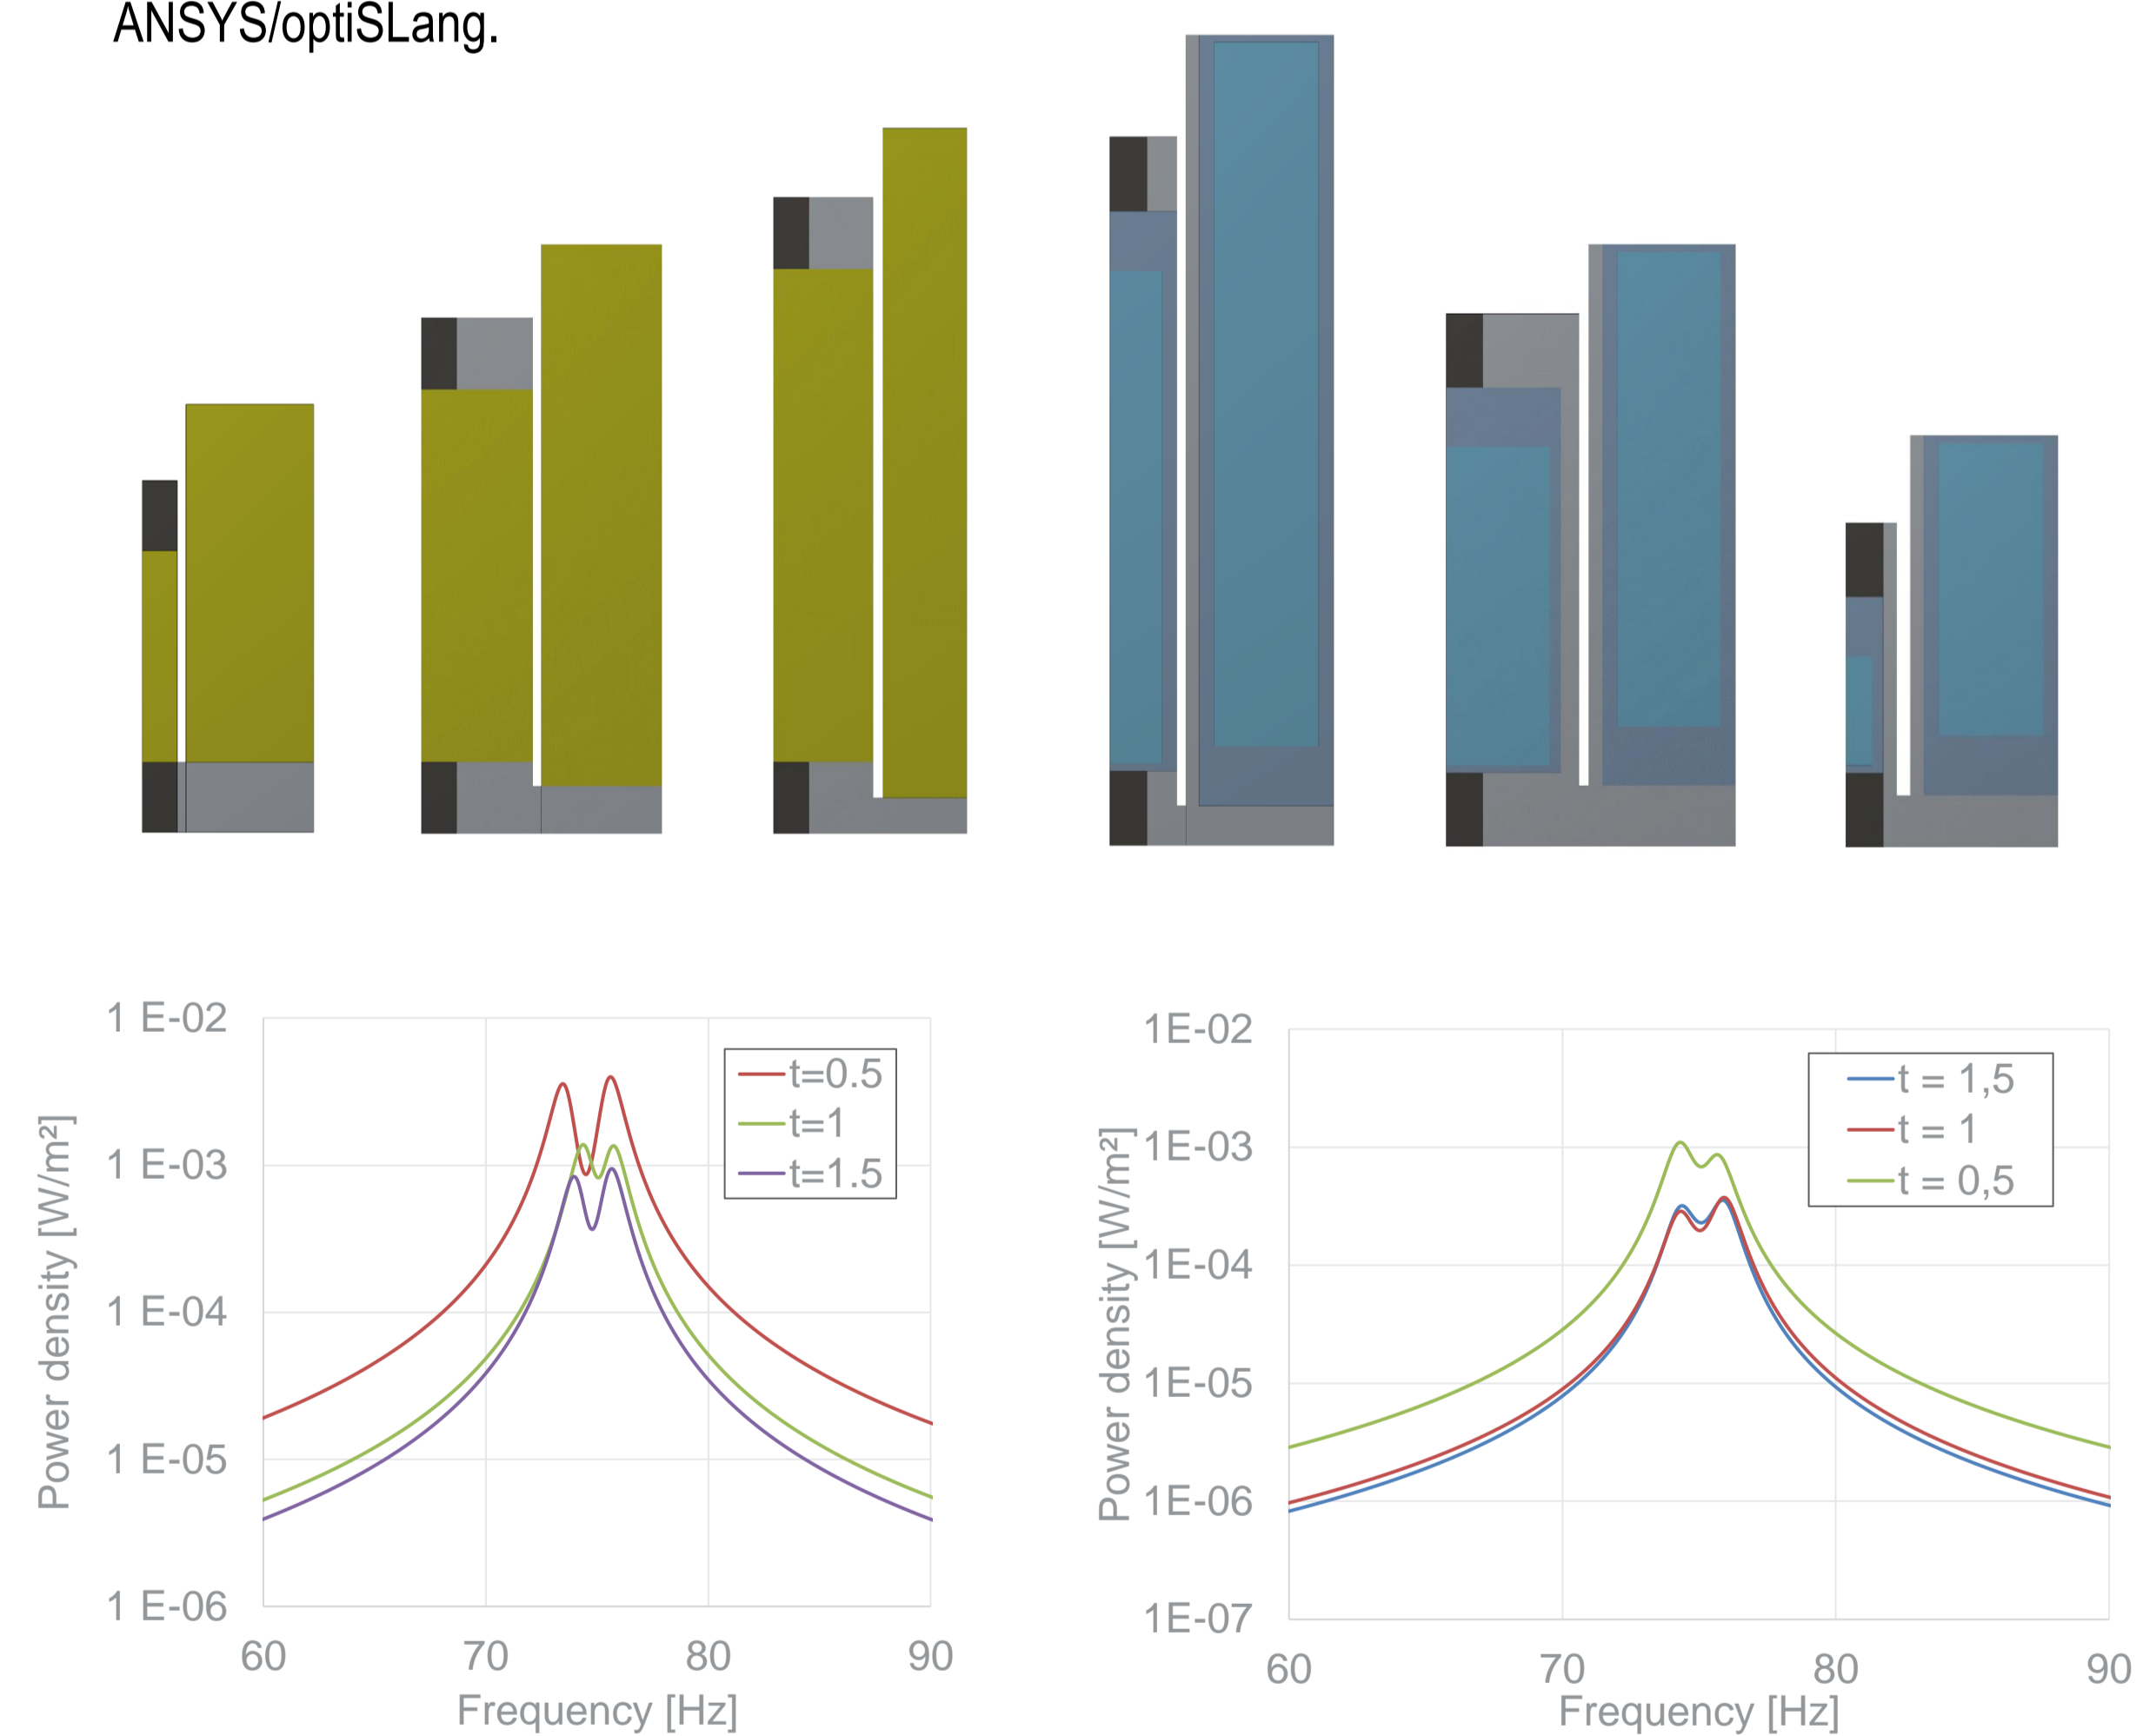 ANSYS/optiSLang.
1 E-02
1 E-03
1 E-04
1 E-05
1 E-06
Power density [W/m²]
t=0.5
t=1
t=1.5
60 70 80 90
Frequency [Hz]
1E-02
1E-03
1E-04
1E-05
1E-06
1E-07
Power density [W/m²]
t = 1,5
t = 1
t = 0,5
60 70 80 90
Frequency [Hz]